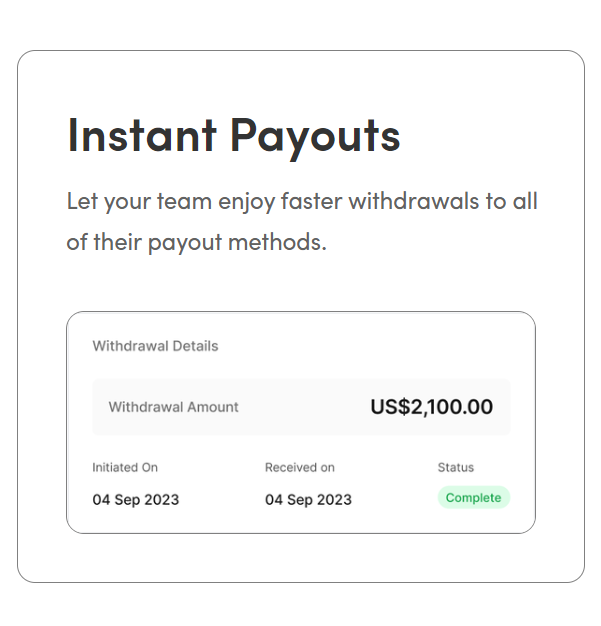 Instant Payouts
Let your team enjoy faster withdrawals to all
of their payout methods.
Withdrawal Details
Withdrawal Amount US$2,100.00
Initiated On Received on Status
04 Sep 2023 04 Sep 2023 Complete